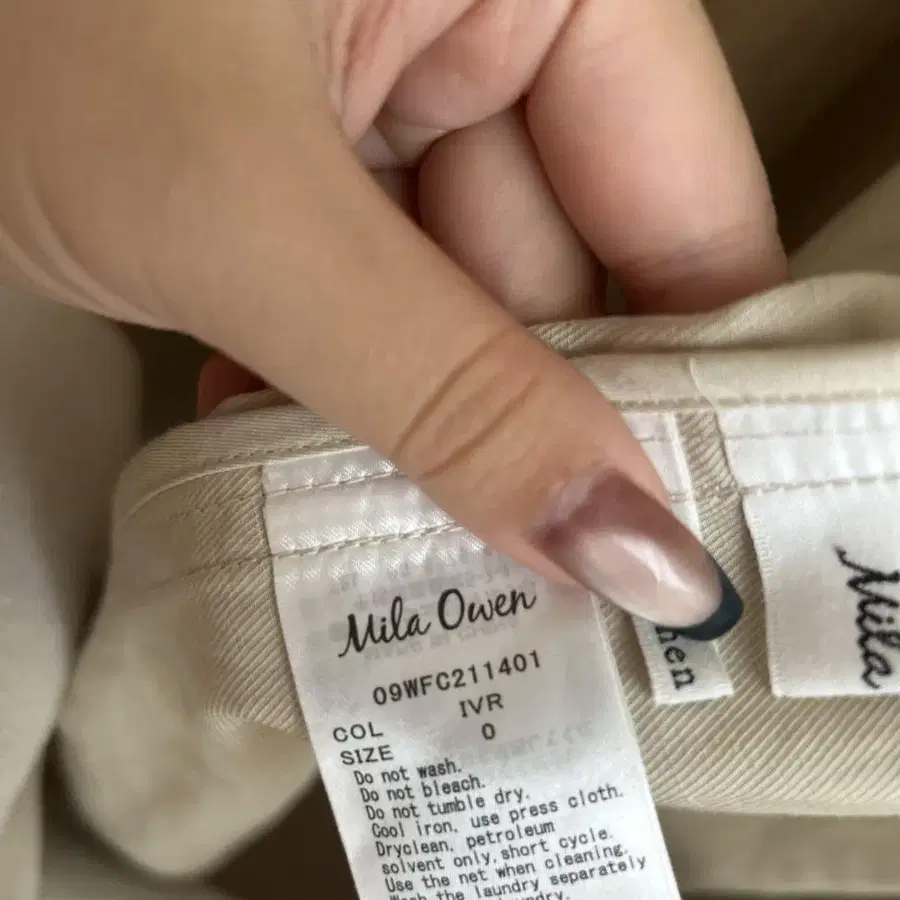 Mila Owen
09WFC211401
COL IVR
SIZE 0
Do not wash.
Do not bleach.
Do not tumble dry.
Cool iron, use press cloth.
Dryclean, petroleum
solvent only, short cycle.
Use the net when cleaning.
Wash the laundry separately
hen
Mila